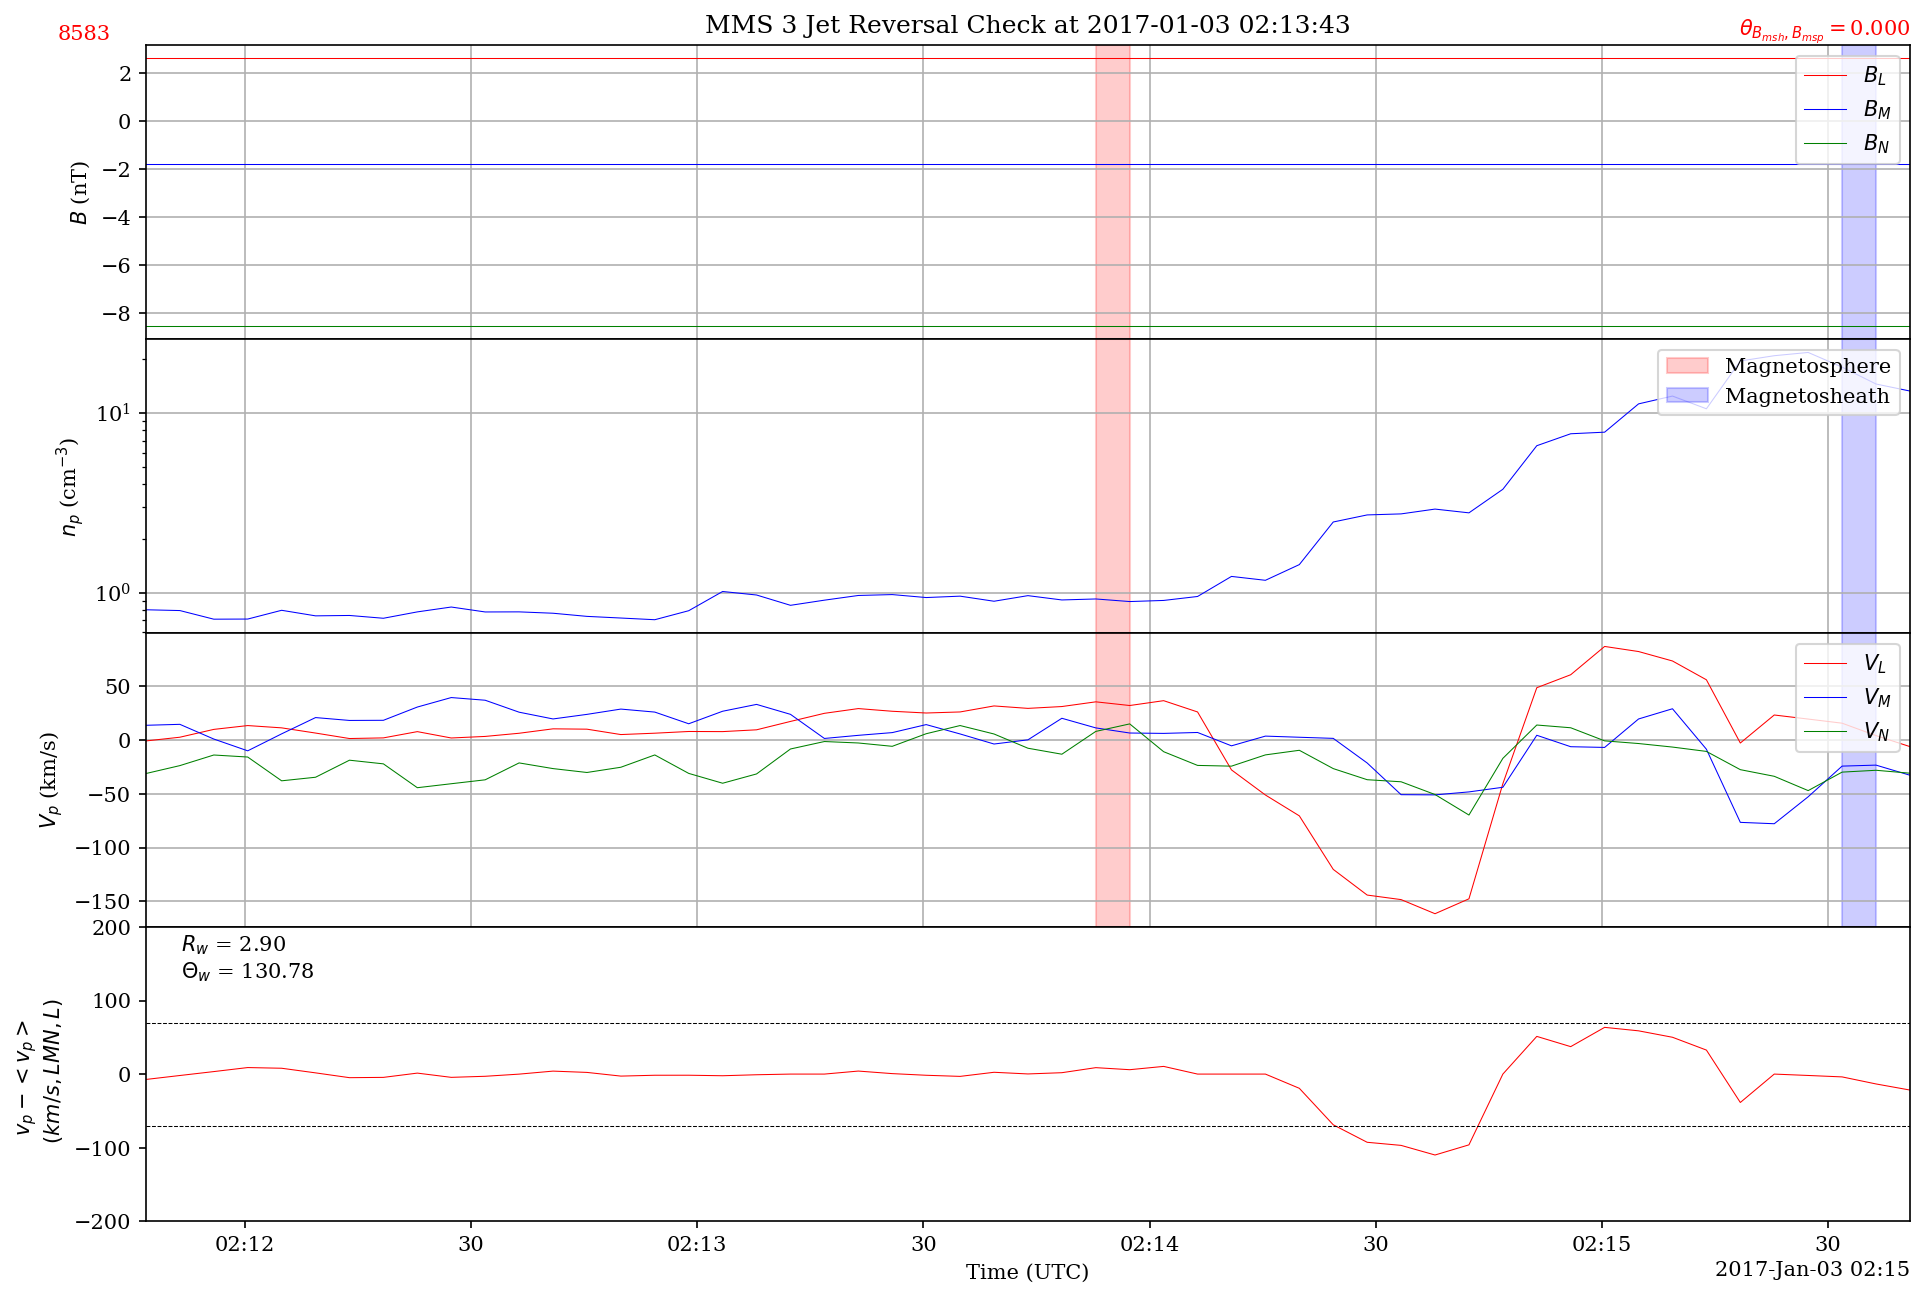 8583
MMS 3 Jet Reversal Check at 2017-01-03 02:13:43
θ_{B_{msh}, B_{msp}} = 0.000
2
0
−2
−4
−6
−8
B (nT)
B_L
B_M
B_N
10^1
10^0
n_p (cm^{−3})
Magnetosphere
Magnetosheath
50
0
−50
−100
−150
V_p (km/s)
V_L
V_M
V_N
200
100
0
−100
−200
v_p − <v_p>
(km/s, LMN, L)
R_w = 2.90
Θ_w = 130.78
02:12
30
02:13
30
02:14
30
02:15
30
Time (UTC)
2017-Jan-03 02:15